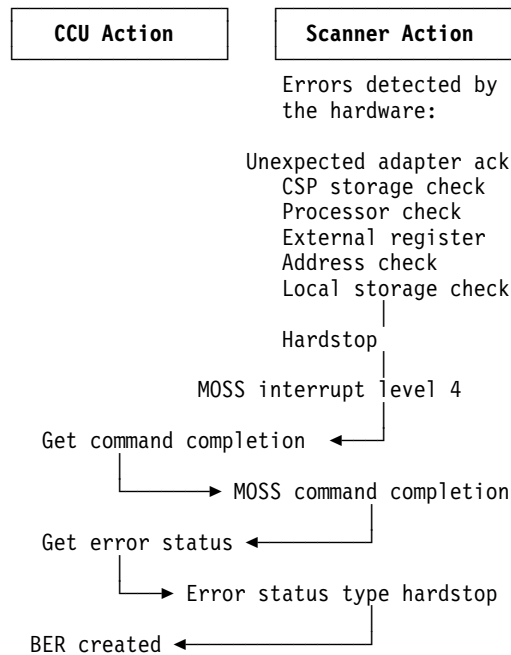 CCU Action
Scanner Action
Errors detected by
the hardware:
Unexpected adapter ack
CSP storage check
Processor check
External register
Address check
Local storage check
Hardstop
MOSS interrupt level 4
Get command completion
MOSS command completion
Get error status
Error status type hardstop
BER created